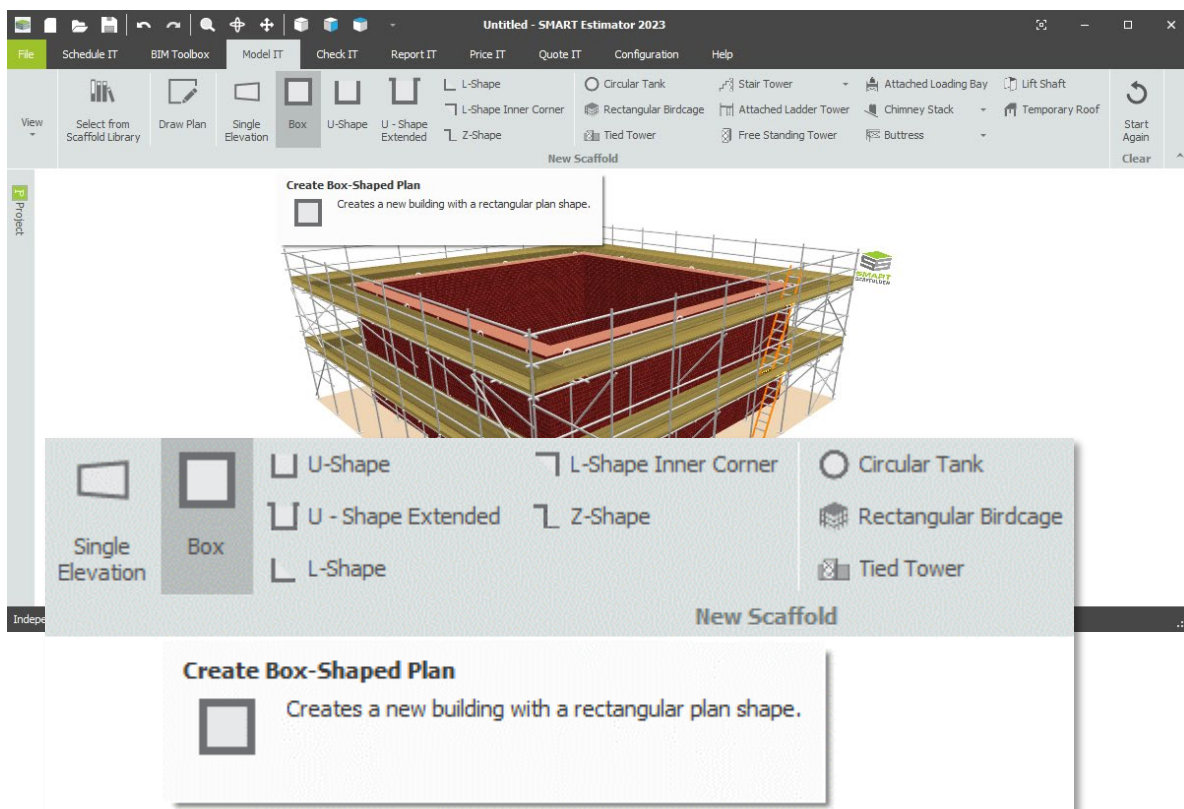 Untitled - SMART Estimator 2023
File Schedule IT BIM Toolbox Model IT Check IT Report IT Price IT Quote IT Configuration Help
View
Select from
Scaffold Library
Draw Plan
Single
Elevation
Box
U-Shape
U - Shape
Extended
L-Shape
L-Shape Inner Corner
Z-Shape
Circular Tank
Rectangular Birdcage
Tied Tower
Stair Tower
Attached Ladder Tower
Free Standing Tower
Attached Loading Bay
Chimney Stack
Buttress
Lift Shaft
Temporary Roof
Start
Again
New Scaffold
Clear
Project
Create Box-Shaped Plan
Creates a new building with a rectangular plan shape.
SMART
SCAFFOLDER
Single
Elevation
Box
U-Shape
U - Shape Extended
L-Shape
L-Shape Inner Corner
Z-Shape
Circular Tank
Rectangular Birdcage
Tied Tower
New Scaffold
Indepe
Create Box-Shaped Plan
Creates a new building with a rectangular plan shape.